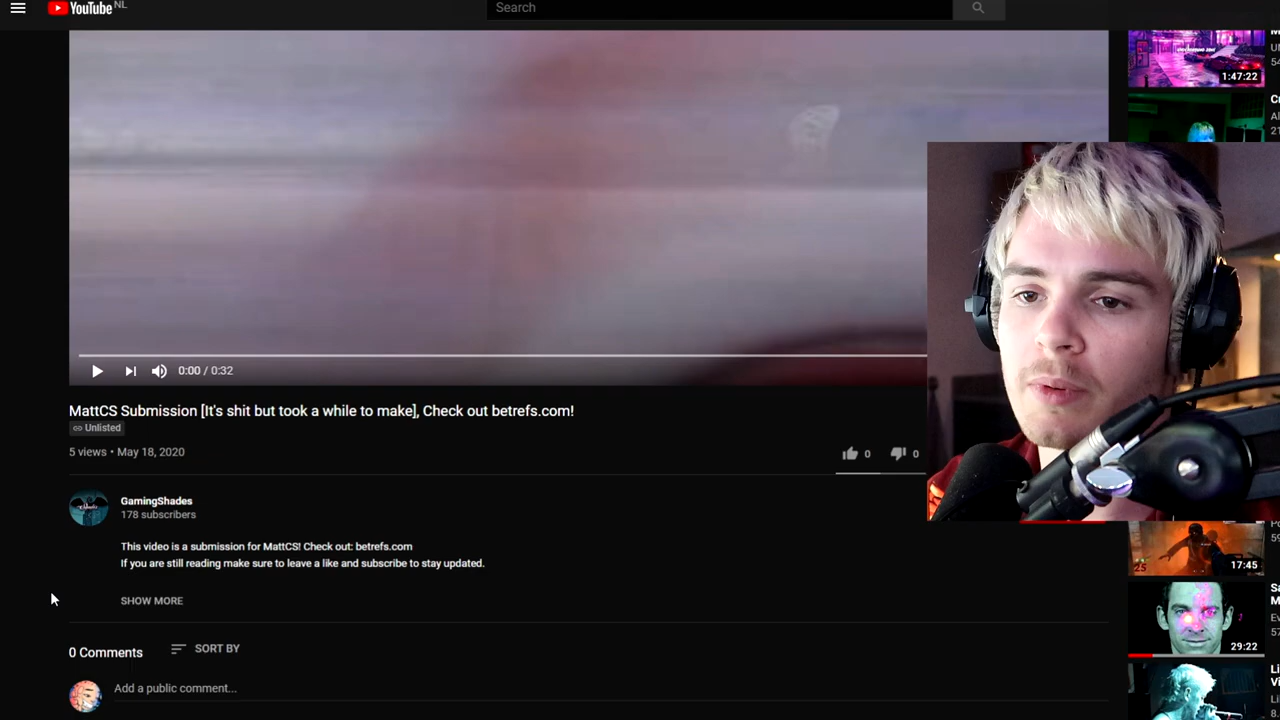 YouTube NL
Search
1:47:22
0:00 / 0:32
MattCS Submission [It's shit but took a while to make], Check out betrefs.com!
Unlisted
5 views • May 18, 2020
0
0
GamingShades
178 subscribers
This video is a submission for MattCS! Check out: betrefs.com
If you are still reading make sure to leave a like and subscribe to stay updated.
SHOW MORE
17:45
29:22
0 Comments
SORT BY
Add a public comment...